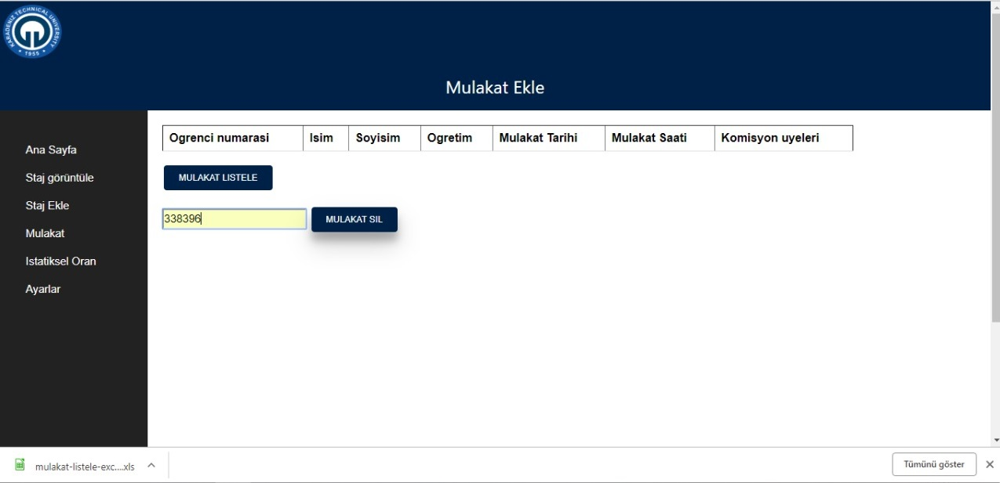 KARADENIZ TECHNICAL UNIVERSITY
1955
Mulakat Ekle
Ana Sayfa
Staj görüntüle
Staj Ekle
Mulakat
Istatiksel Oran
Ayarlar
Ogrenci numarasi Isim Soyisim Ogretim Mulakat Tarihi Mulakat Saati Komisyon uyeleri
MULAKAT LISTELE
338396 MULAKAT SIL
mulakat-listele-exc....xls Tümünü göster